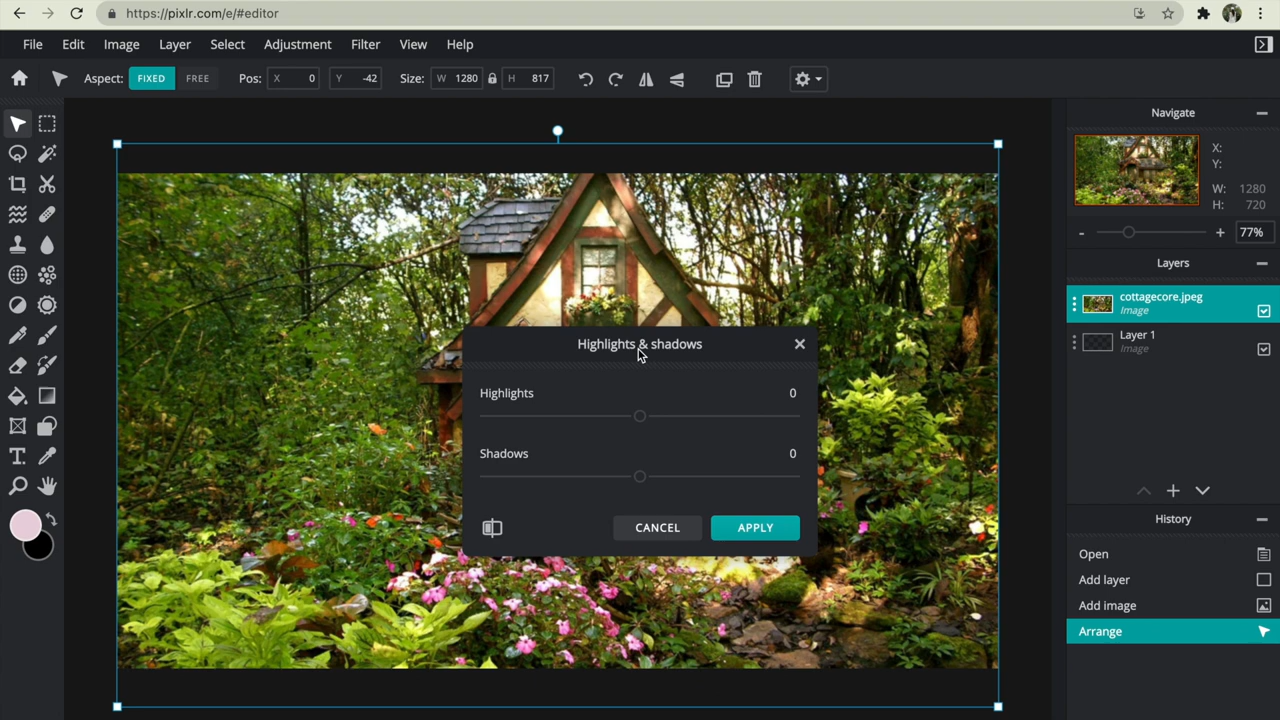 https://pixlr.com/e/#editor
File Edit Image Layer Select Adjustment Filter View Help
Aspect: FIXED FREE Pos: X 0 Y -42 Size: W 1280 H 817
Navigate
X:
Y:
W: 1280
H: 720
- + 77%
Layers
cottagecore.jpeg
Image
Layer 1
Image
Highlights & shadows
Highlights 0
Shadows 0
CANCEL APPLY
History
Open
Add layer
Add image
Arrange